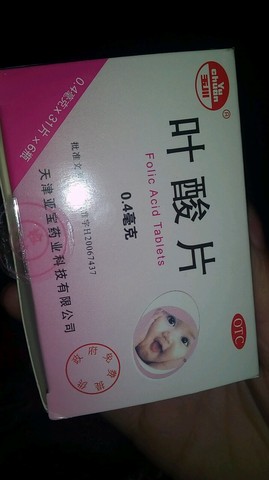 Yu chuan
玉川
®
叶酸片
Folic Acid Tablets
0.4毫克
OTC
0.4毫克×31片×6瓶
国药准字H20067437
天津亚宝药业科技有限公司